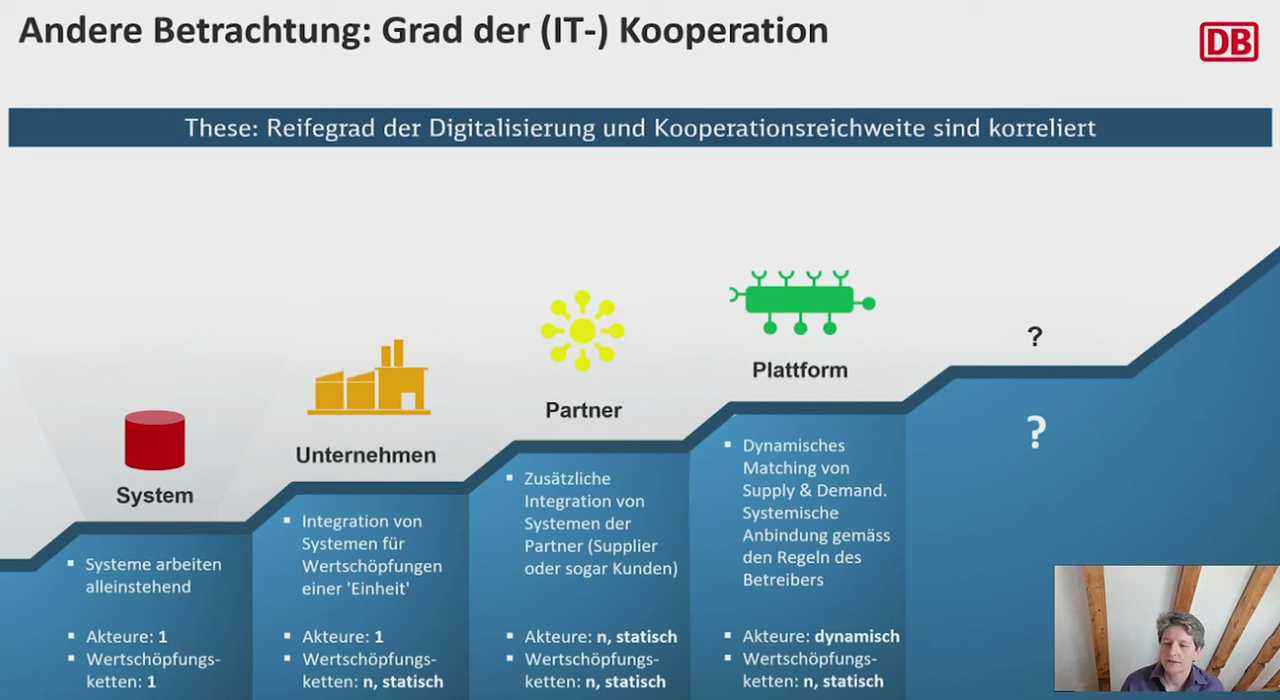 Andere Betrachtung: Grad der (IT-) Kooperation
DB
These: Reifegrad der Digitalisierung und Kooperationsreichweite sind korreliert
System
▪ Systeme arbeiten
alleinstehend
▪ Akteure: 1
▪ Wertschöpfungs-
ketten: 1
Unternehmen
▪ Integration von
Systemen für
Wertschöpfungen
einer 'Einheit'
▪ Akteure: 1
▪ Wertschöpfungs-
ketten: n, statisch
Partner
▪ Zusätzliche
Integration von
Systemen der
Partner (Supplier
oder sogar Kunden)
▪ Akteure: n, statisch
▪ Wertschöpfungs-
ketten: n, statisch
Plattform
▪ Dynamisches
Matching von
Supply & Demand.
Systemische
Anbindung gemäss
den Regeln des
Betreibers
▪ Akteure: dynamisch
▪ Wertschöpfungs-
ketten: n, statisch
?
?